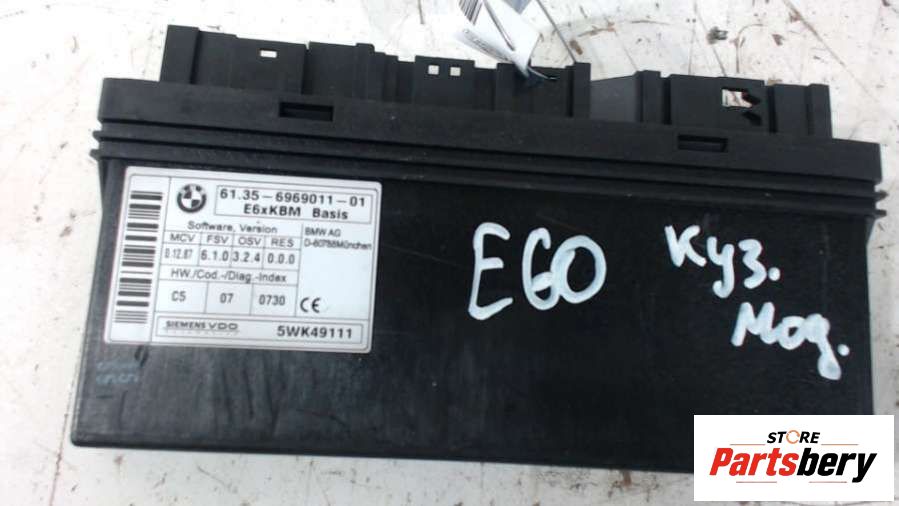 61.35-6969011-01
E6xKBM Basis
Software, Version
MCV FSV OSV RES
0.12.87 6.1.0 3.2.4 0.0.0
BMW AG
D-80788München
HW./Cod.-/Diag.-Index
C5 07 0730
CE
SIEMENS VDO
5WK49111
E60
Куз.
Мод.
STORE
Partsbery